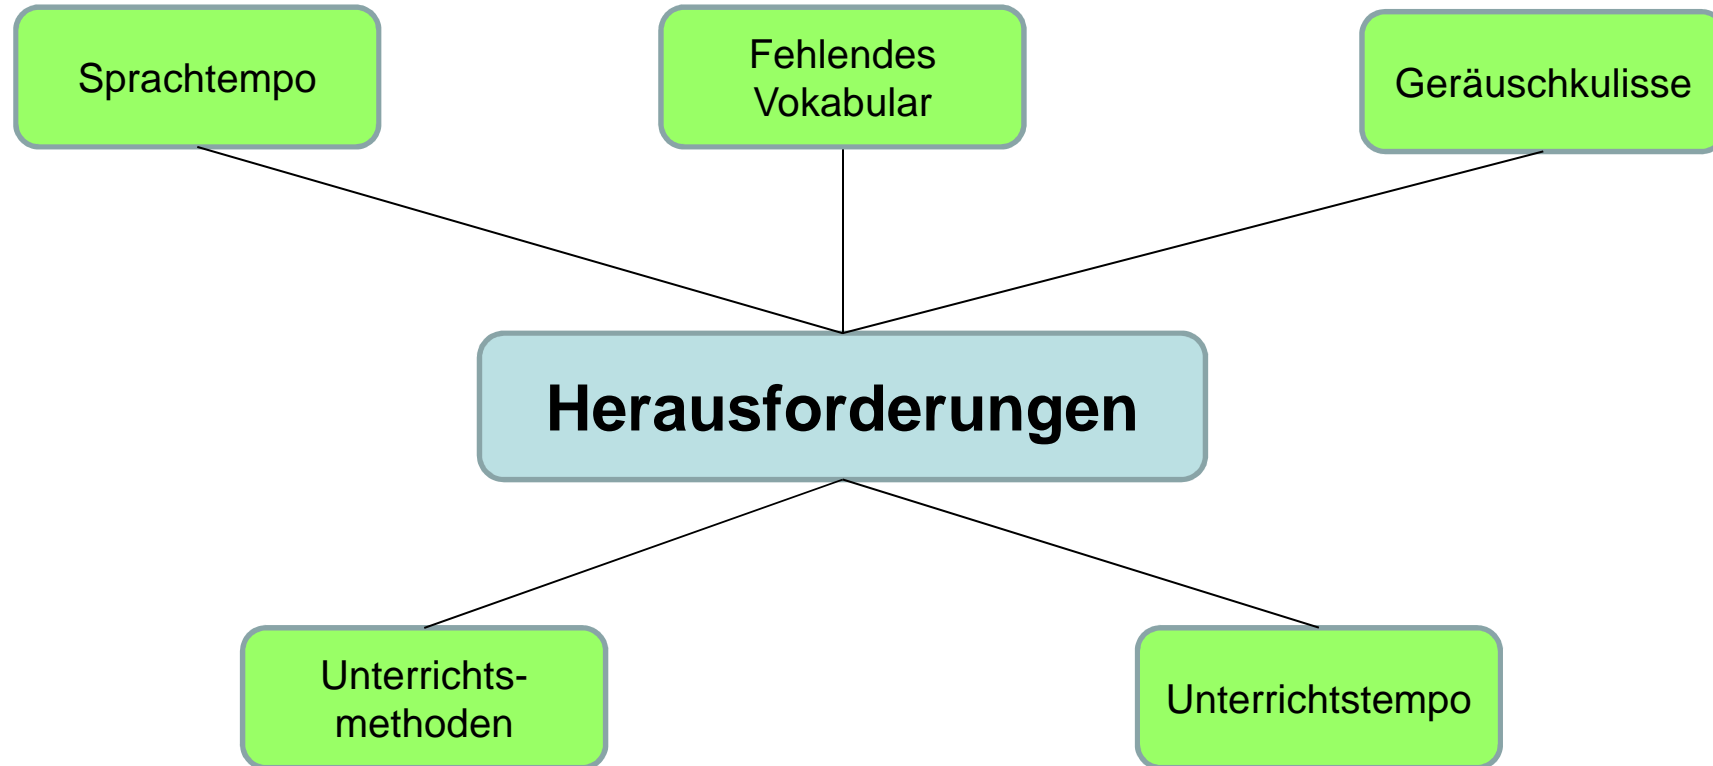 Sprachtempo
Fehlendes
Vokabular
Geräuschkulisse
Herausforderungen
Unterrichts-
methoden
Unterrichtstempo